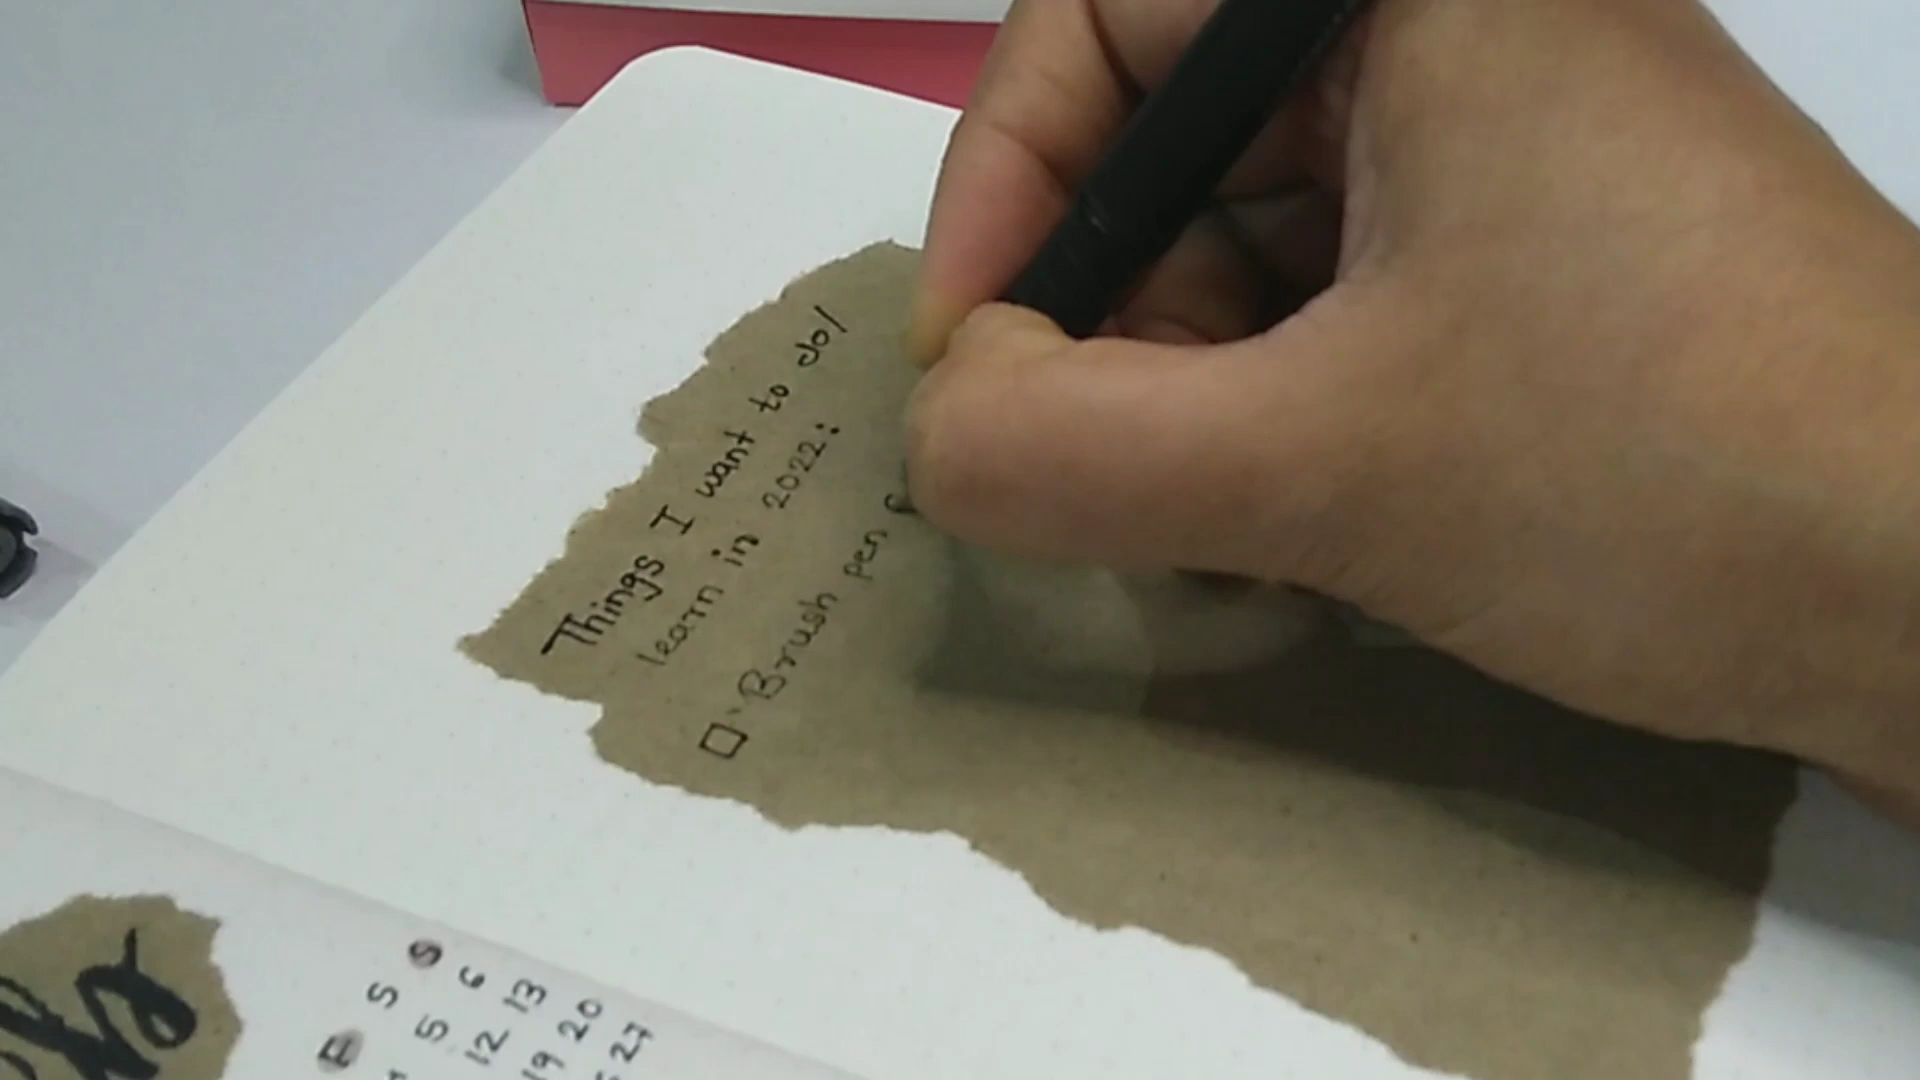 Things I want to do/
learn in 2022:
Brush pen
S S
5 6
12 13
19 20
27